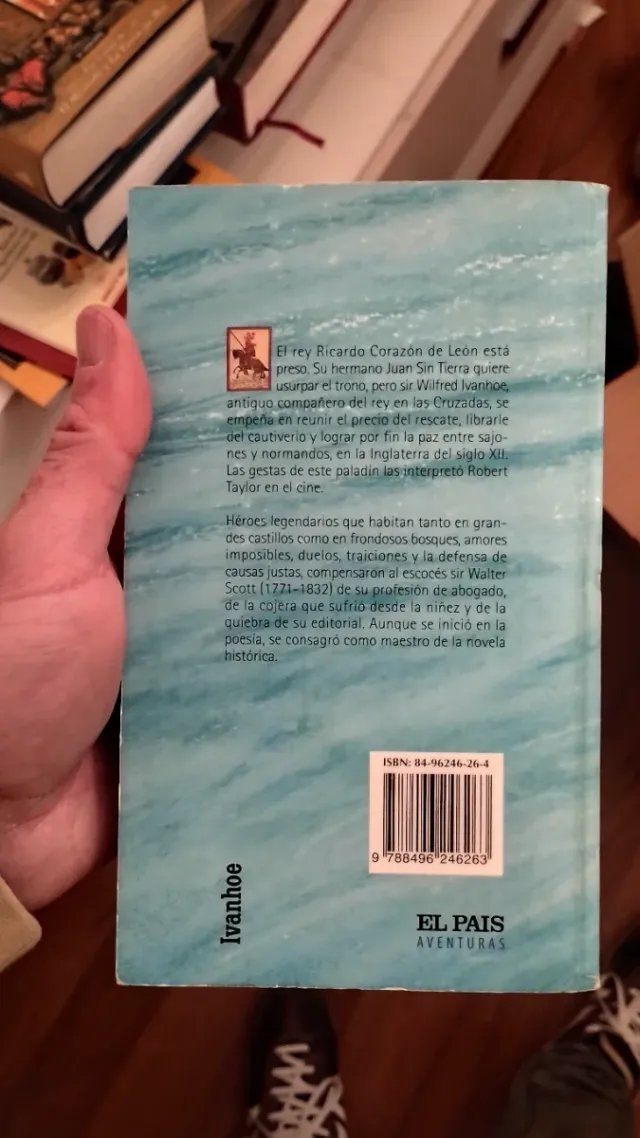 El rey Ricardo Corazón de León está
preso. Su hermano Juan Sin Tierra quiere
usurpar el trono, pero sir Wilfred Ivanhoe,
antiguo compañero del rey en las Cruzadas, se
empeña en reunir el precio del rescate, librarle
del cautiverio y lograr por fin la paz entre sajo-
nes y normandos, en la Inglaterra del siglo XII.
Las gestas de este paladín las interpretó Robert
Taylor en el cine.
Héroes legendarios que habitan tanto en gran-
des castillos como en frondosos bosques, amores
imposibles, duelos, traiciones y la defensa de
causas justas, compensaron al escocés sir Walter
Scott (1771-1832) de su profesión de abogado,
de la cojera que sufrió desde la niñez y de la
quiebra de su editorial. Aunque se inició en la
poesía, se consagró como maestro de la novela
histórica.
ISBN: 84-96246-26-4
9 788496 246263
Ivanhoe
EL PAIS
AVENTURAS